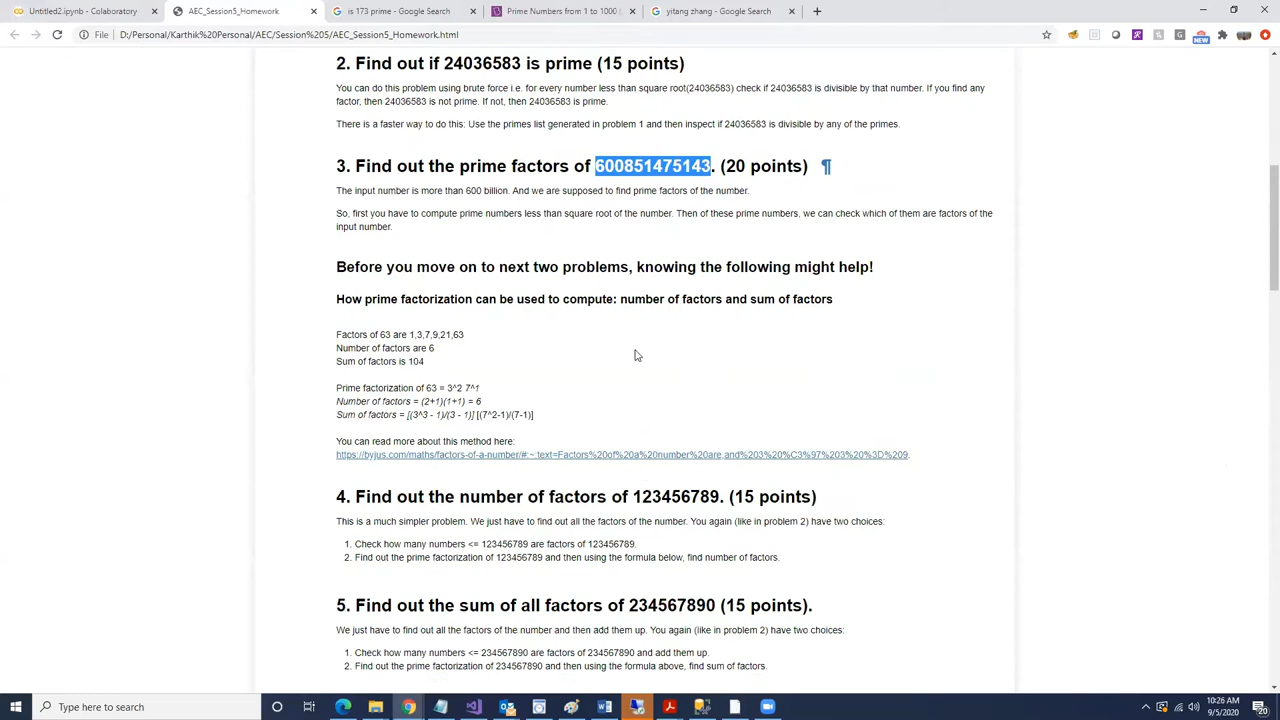 Untitled2.ipynb - Colaboratory
AEC_Session5_Homework
is 173 prime - Google Search
Prime Numbers from 1 to 1000 (
yitang zhang - Google Search
File
D:/Personal/Karthik%20Personal/AEC/Session%205/AEC_Session5_Homework.html
NEW
2. Find out if 24036583 is prime (15 points)
You can do this problem using brute force i.e. for every number less than square root(24036583) check if 24036583 is divisible by that number. If you find any
factor, then 24036583 is not prime. If not, then 24036583 is prime.
There is a faster way to do this: Use the primes list generated in problem 1 and then inspect if 24036583 is divisible by any of the primes.
3. Find out the prime factors of 600851475143. (20 points) ¶
The input number is more than 600 billion. And we are supposed to find prime factors of the number.
So, first you have to compute prime numbers less than square root of the number. Then of these prime numbers, we can check which of them are factors of the
input number.
Before you move on to next two problems, knowing the following might help!
How prime factorization can be used to compute: number of factors and sum of factors
Factors of 63 are 1,3,7,9,21,63
Number of factors are 6
Sum of factors is 104
Prime factorization of 63 = 3^2 7^1
Number of factors = (2+1)(1+1) = 6
Sum of factors = [(3^3 - 1)/(3 - 1)] [(7^2-1)/(7-1)]
You can read more about this method here:
https://byjus.com/maths/factors-of-a-number/#:~:text=Factors%20of%20a%20number%20are,and%203%20%C3%97%203%20%3D%209.
4. Find out the number of factors of 123456789. (15 points)
This is a much simpler problem. We just have to find out all the factors of the number. You again (like in problem 2) have two choices:
1. Check how many numbers <= 123456789 are factors of 123456789.
2. Find out the prime factorization of 123456789 and then using the formula below, find number of factors.
5. Find out the sum of all factors of 234567890 (15 points).
We just have to find out all the factors of the number and then add them up. You again (like in problem 2) have two choices:
1. Check how many numbers <= 234567890 are factors of 234567890 and add them up.
2. Find out the prime factorization of 234567890 and then using the formula above, find sum of factors.
Type here to search
10:26 AM
9/5/2020
20